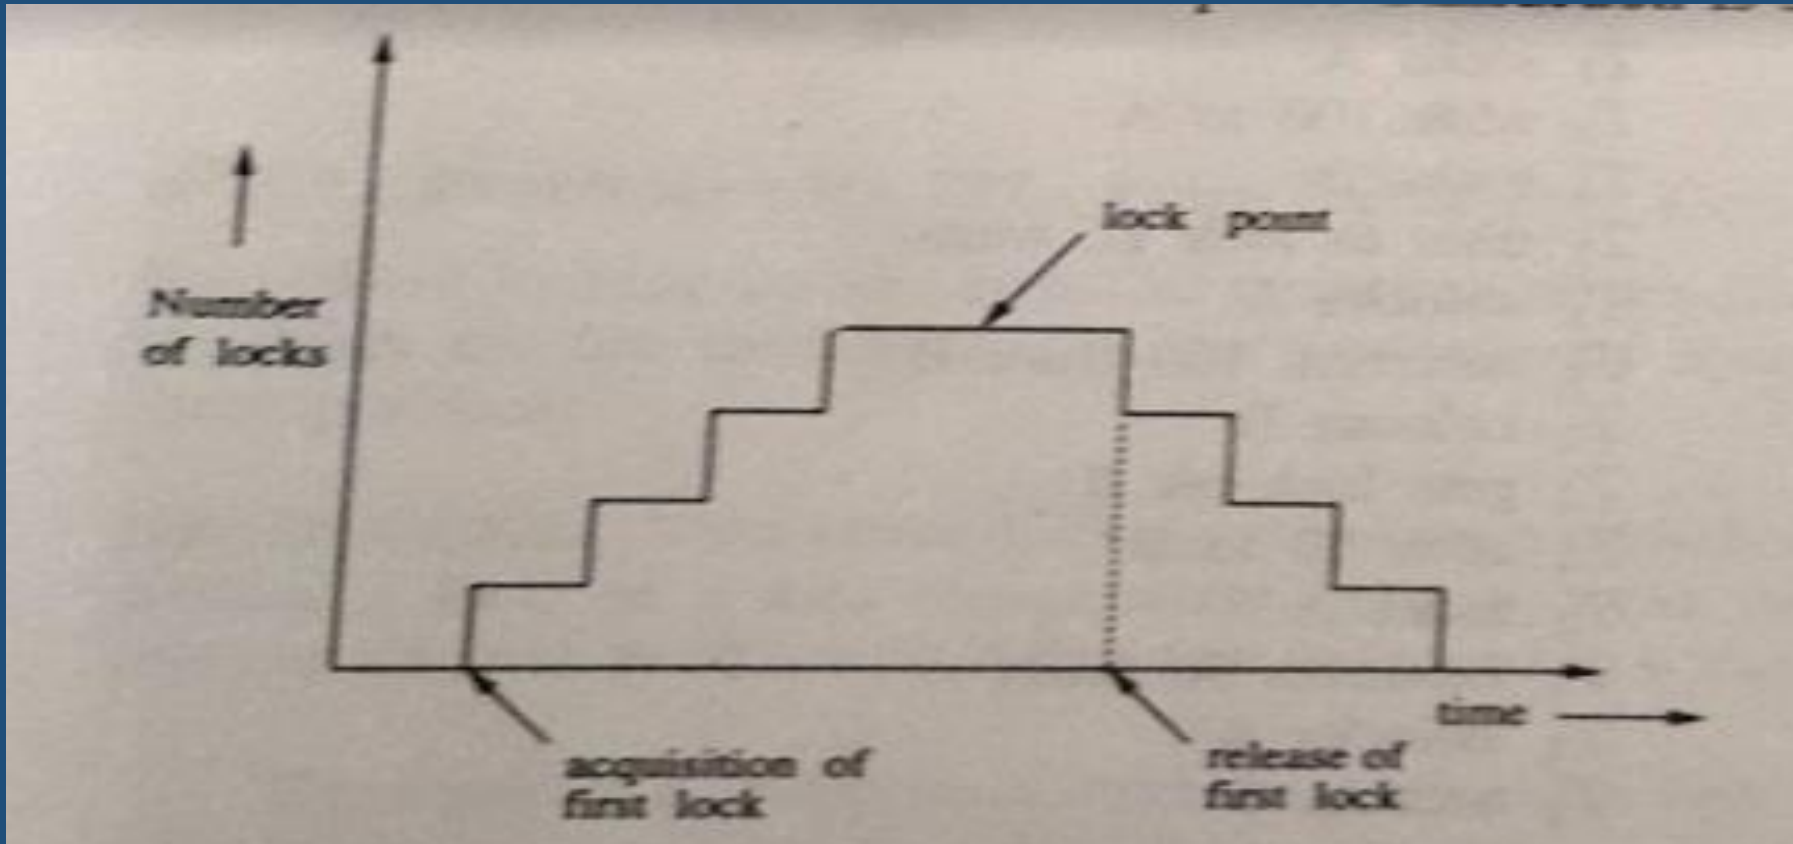 lock point
Number
of locks
time
acquisition of
first lock
release of
first lock